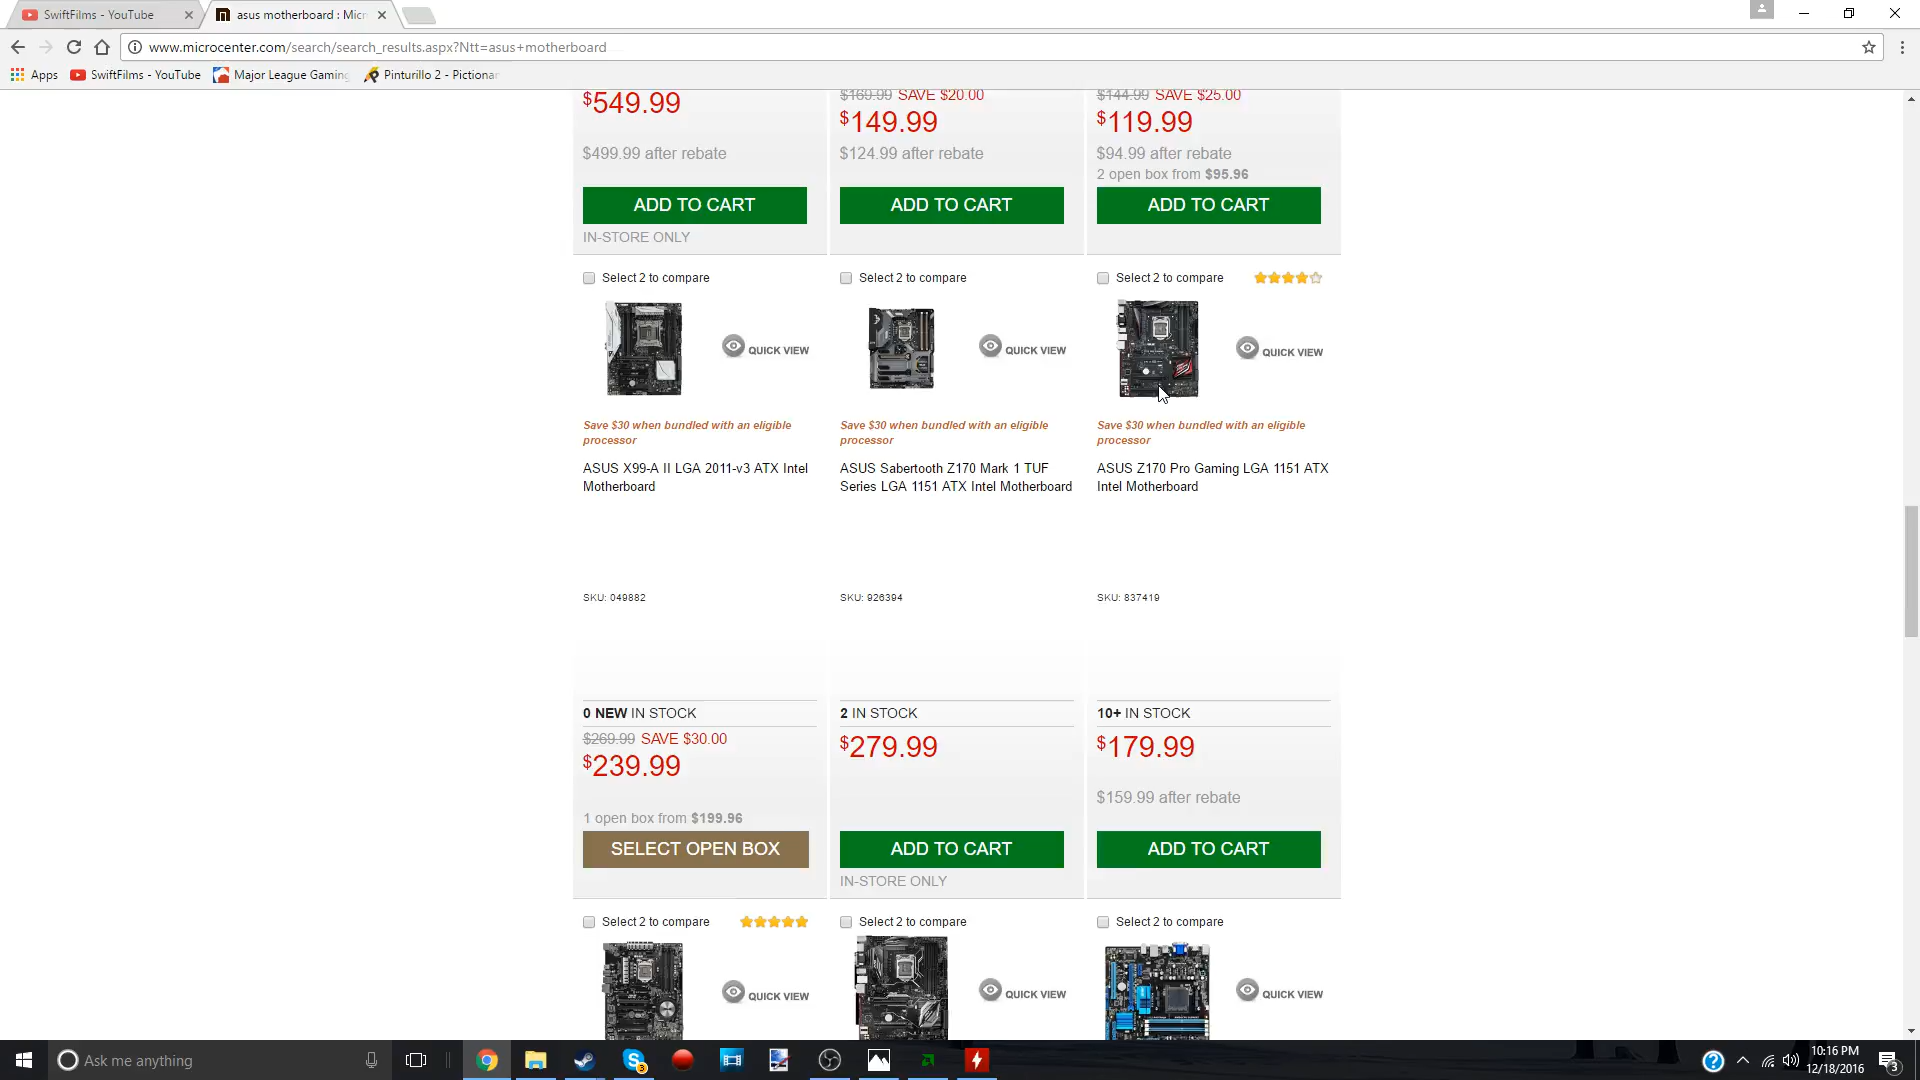 SwiftFilms - YouTube
asus motherboard : Micr
www.microcenter.com/search/search_results.aspx?Ntt=asus+motherboard
Apps SwiftFilms - YouTube Major League Gaming Pinturillo 2 - Pictionar
$169.99 SAVE $20.00
$144.99 SAVE $25.00
$549.99
$149.99
$119.99
$499.99 after rebate
$124.99 after rebate
$94.99 after rebate
2 open box from $95.96
ADD TO CART
ADD TO CART
ADD TO CART
IN-STORE ONLY
Select 2 to compare
Select 2 to compare
Select 2 to compare
QUICK VIEW
QUICK VIEW
QUICK VIEW
Save $30 when bundled with an eligible
processor
Save $30 when bundled with an eligible
processor
Save $30 when bundled with an eligible
processor
ASUS X99-A II LGA 2011-v3 ATX Intel
Motherboard
ASUS Sabertooth Z170 Mark 1 TUF
Series LGA 1151 ATX Intel Motherboard
ASUS Z170 Pro Gaming LGA 1151 ATX
Intel Motherboard
SKU: 049882
SKU: 926394
SKU: 837419
0 NEW IN STOCK
2 IN STOCK
10+ IN STOCK
$269.99 SAVE $30.00
$239.99
$279.99
$179.99
$159.99 after rebate
1 open box from $199.96
SELECT OPEN BOX
ADD TO CART
ADD TO CART
IN-STORE ONLY
Select 2 to compare
Select 2 to compare
Select 2 to compare
QUICK VIEW
QUICK VIEW
QUICK VIEW
Ask me anything
3
10:16 PM
12/18/2016
3